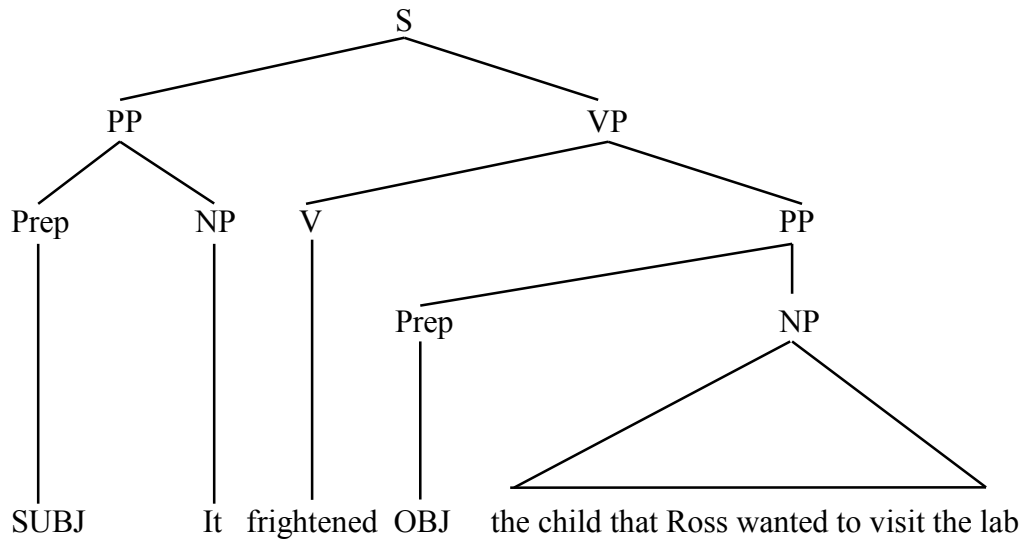 S
PP VP
Prep NP V PP
Prep NP
SUBJ It frightened OBJ the child that Ross wanted to visit the lab